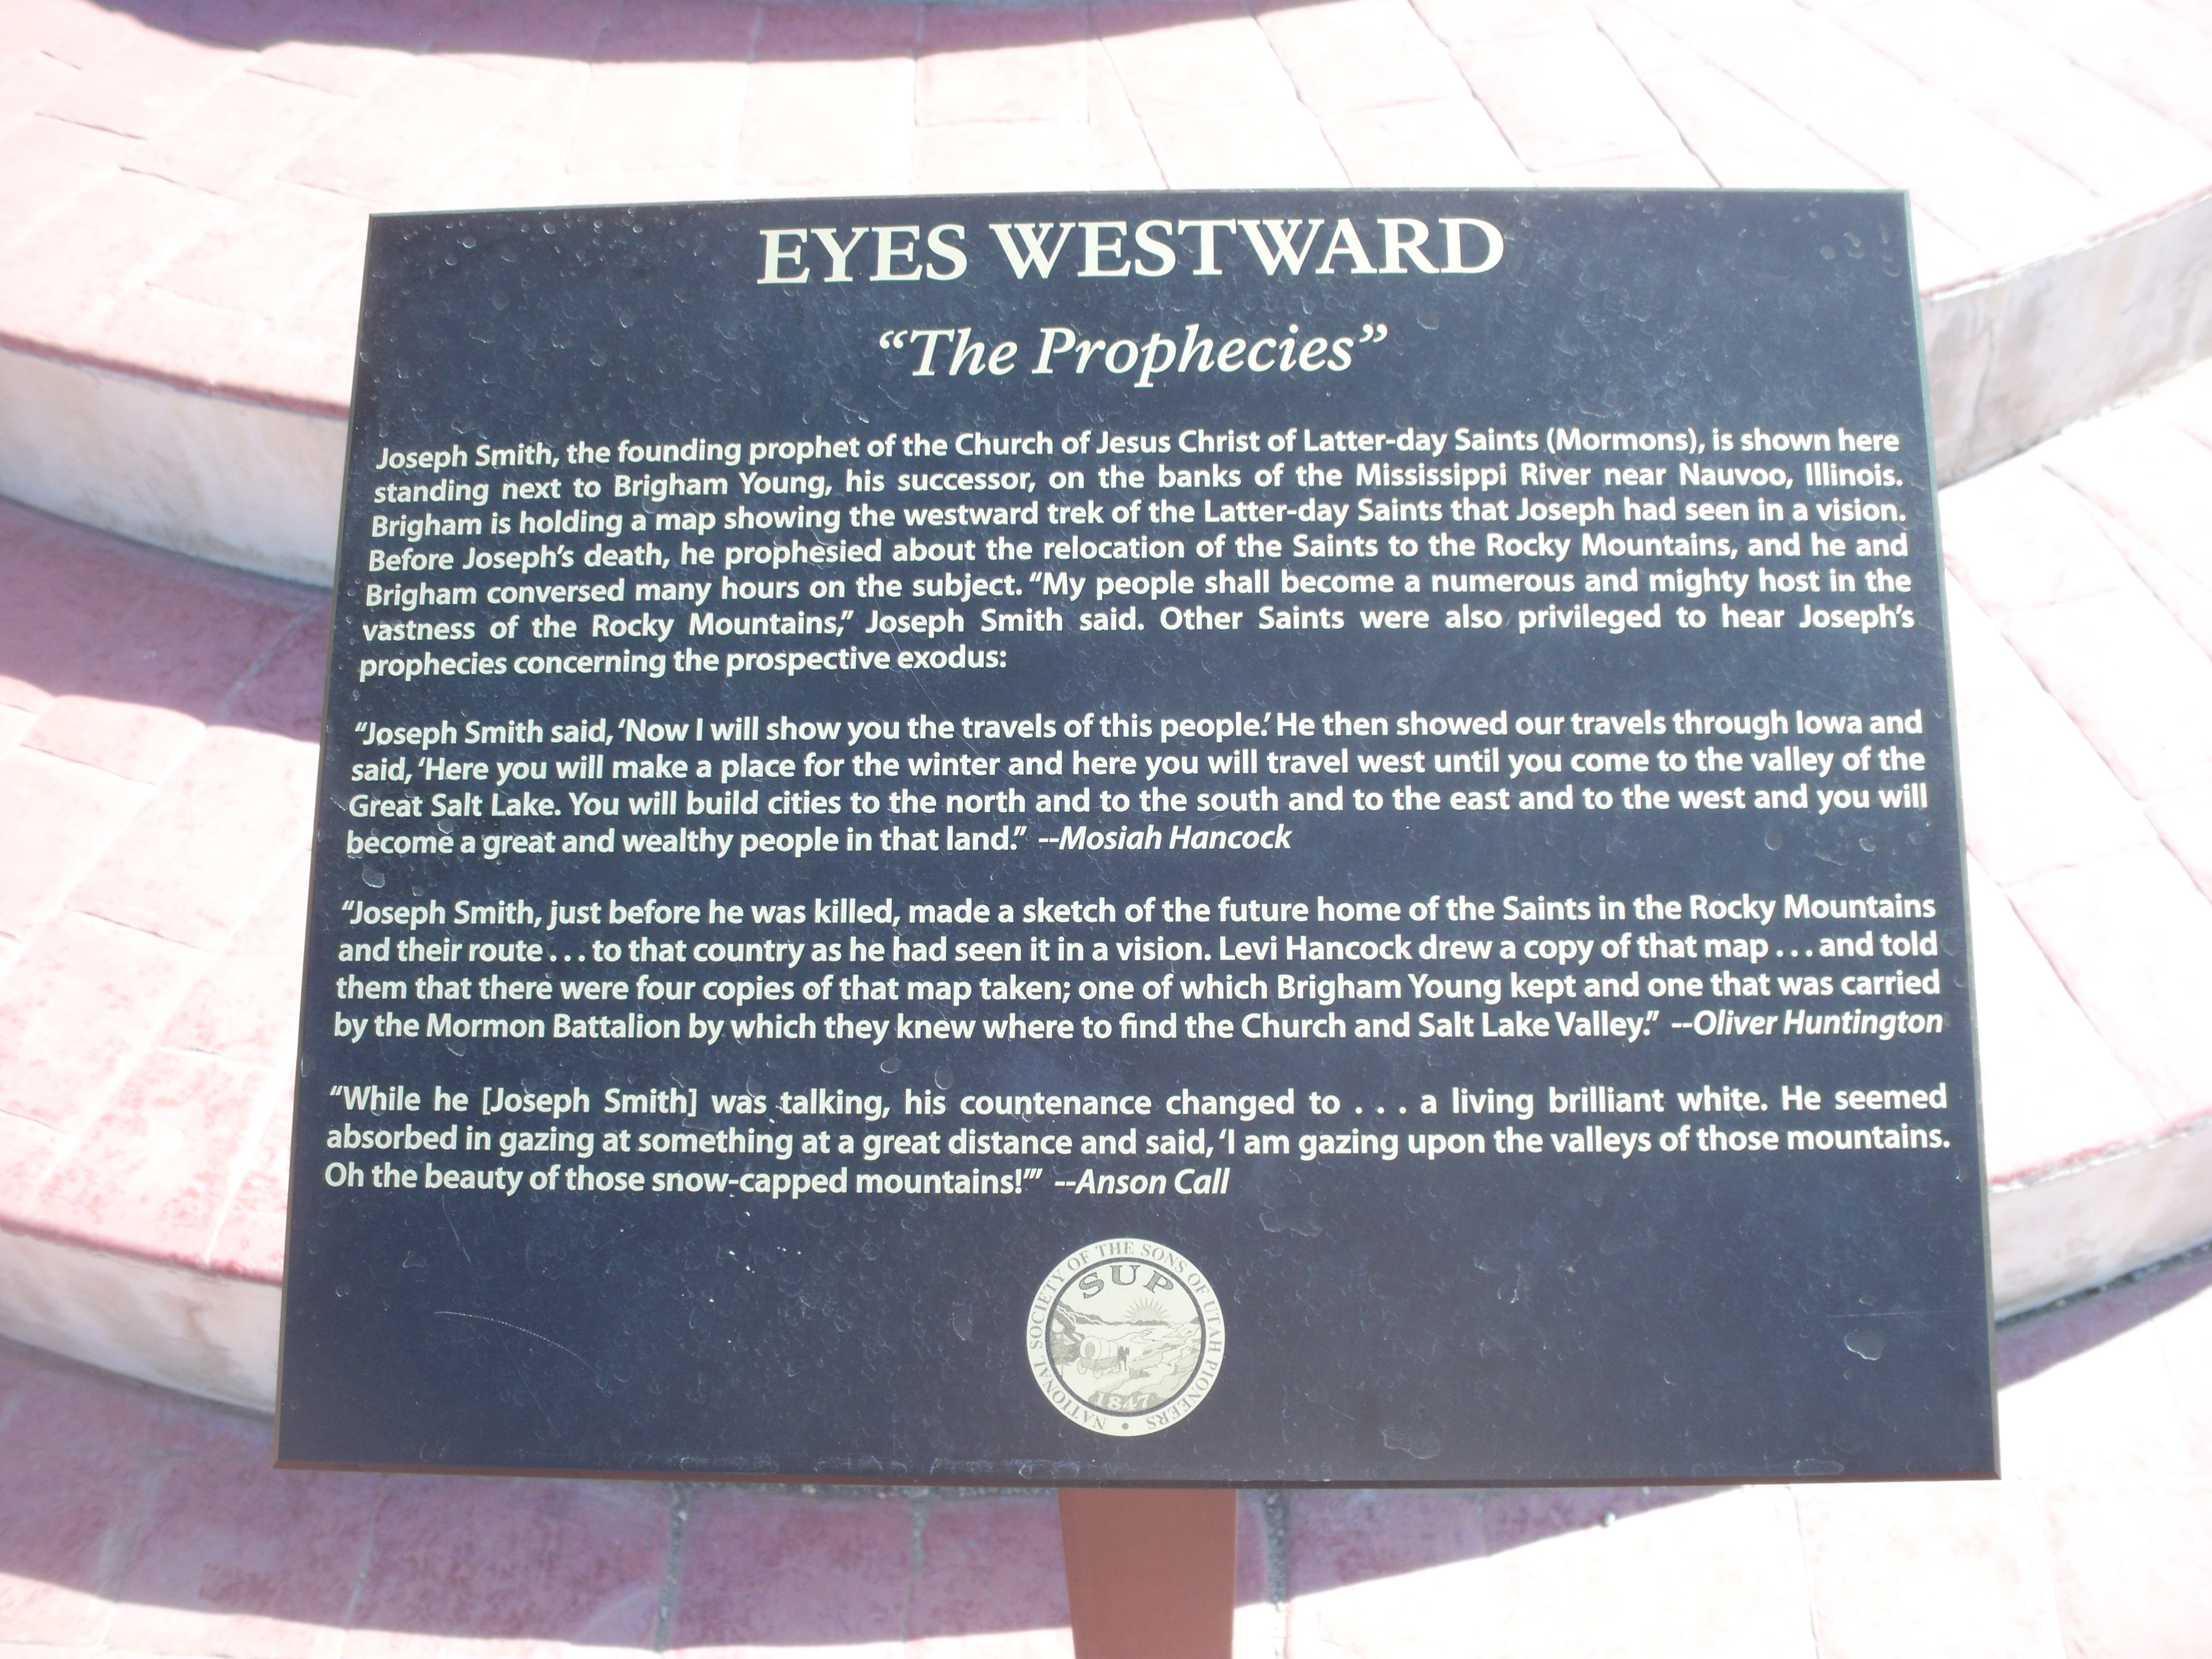 EYES WESTWARD
“The Prophecies”
Joseph Smith, the founding prophet of the Church of Jesus Christ of Latter-day Saints (Mormons), is shown here
standing next to Brigham Young, his successor, on the banks of the Mississippi River near Nauvoo, Illinois.
Brigham is holding a map showing the westward trek of the Latter-day Saints that Joseph had seen in a vision.
Before Joseph’s death, he prophesied about the relocation of the Saints to the Rocky Mountains, and he and
Brigham conversed many hours on the subject. “My people shall become a numerous and mighty host in the
vastness of the Rocky Mountains,” Joseph Smith said. Other Saints were also privileged to hear Joseph’s
prophecies concerning the prospective exodus:
“Joseph Smith said, ‘Now I will show you the travels of this people.’ He then showed our travels through Iowa and
said, ‘Here you will make a place for the winter and here you will travel west until you come to the valley of the
Great Salt Lake. You will build cities to the north and to the south and to the east and to the west and you will
become a great and wealthy people in that land.” --Mosiah Hancock
“Joseph Smith, just before he was killed, made a sketch of the future home of the Saints in the Rocky Mountains
and their route . . . to that country as he had seen it in a vision. Levi Hancock drew a copy of that map . . . and told
them that there were four copies of that map taken; one of which Brigham Young kept and one that was carried
by the Mormon Battalion by which they knew where to find the Church and Salt Lake Valley.” --Oliver Huntington
“While he [Joseph Smith] was talking, his countenance changed to . . . a living brilliant white. He seemed
absorbed in gazing at something at a great distance and said, ‘I am gazing upon the valleys of those mountains.
Oh the beauty of those snow-capped mountains!’” --Anson Call
NATIONAL SOCIETY OF THE SONS OF UTAH PIONEERS •
SUP
1847